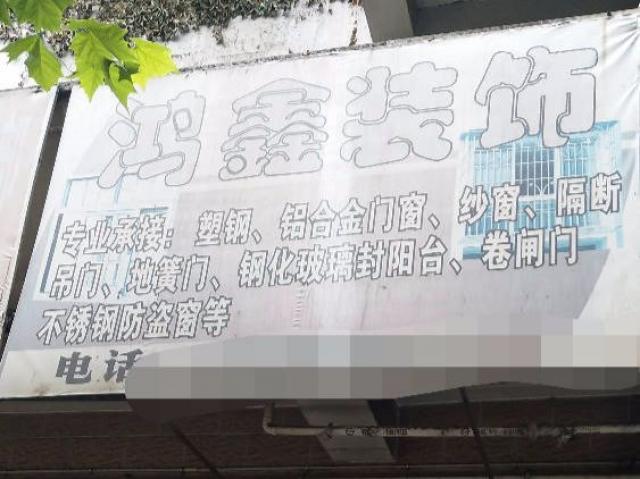 鸿鑫装饰
专业承接：塑钢、铝合金门窗、纱窗、隔断
吊门、地簧门、钢化玻璃封阳台、卷闸门
不锈钢防盗窗等
电话